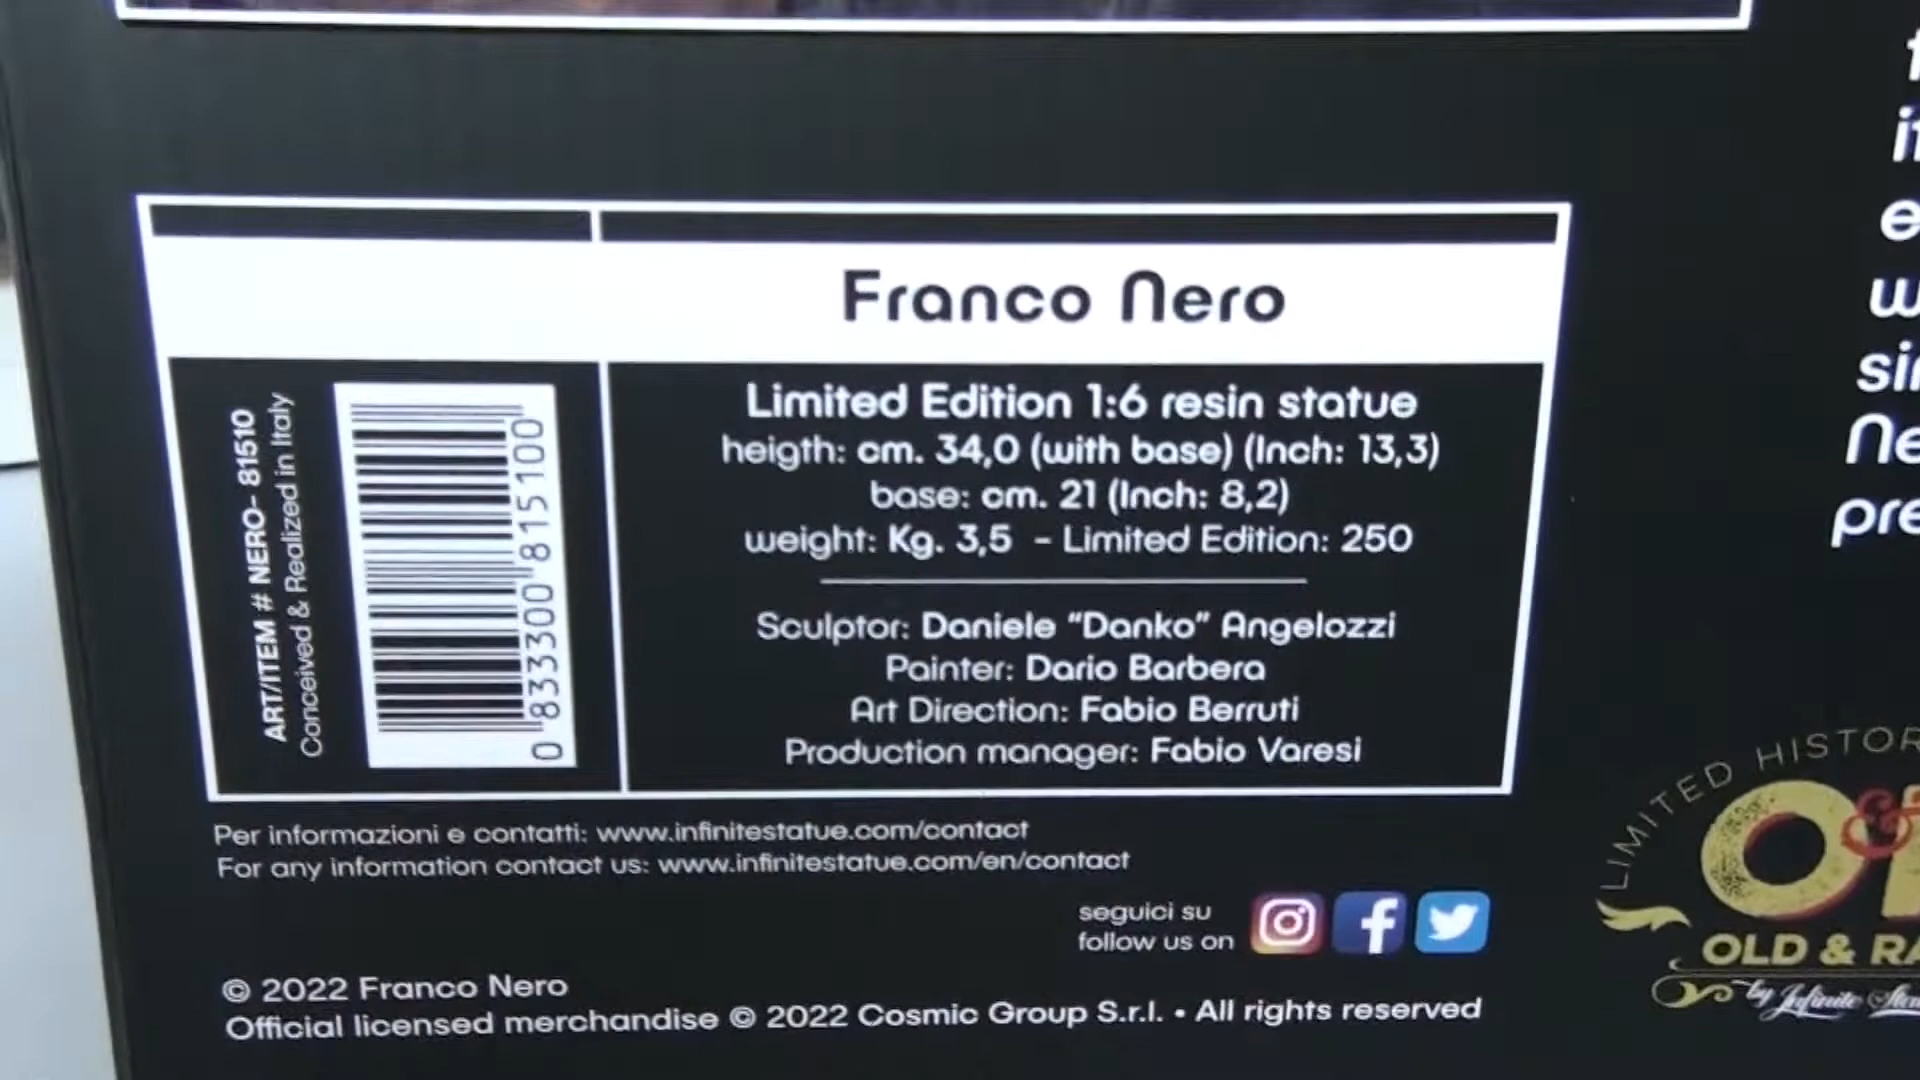 Franco Nero
ART/ITEM # NERO- 81510
Conceived & Realized in Italy
0 833300 815100
Limited Edition 1:6 resin statue
heigth: cm. 34,0 (with base) (Inch: 13,3)
base: cm. 21 (Inch: 8,2)
weight: Kg. 3,5 - Limited Edition: 250
Sculptor: Daniele “Danko” Angelozzi
Painter: Dario Barbera
Art Direction: Fabio Berruti
Production manager: Fabio Varesi
Per informazioni e contatti: www.infinitestatue.com/contact
For any information contact us: www.infinitestatue.com/en/contact
seguici su
follow us on
© 2022 Franco Nero
Official licensed merchandise © 2022 Cosmic Group S.r.l. • All rights reserved
LIMITED
OLD &
by Infinite